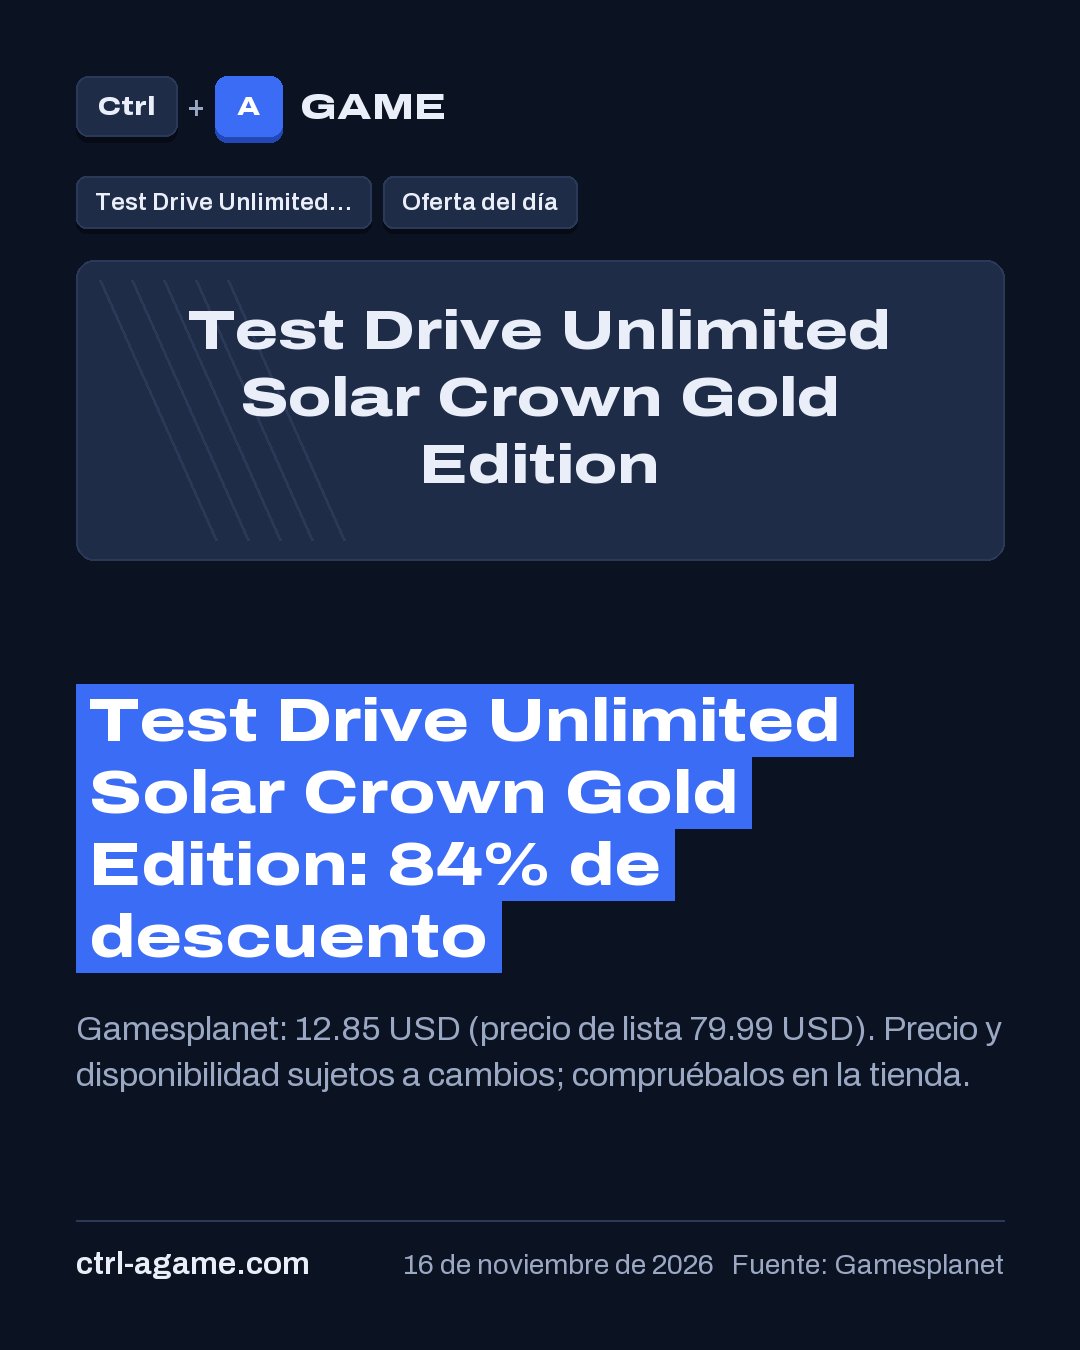 Ctrl + A GAME
Test Drive Unlimited... Oferta del día
Test Drive Unlimited
Solar Crown Gold
Edition
Test Drive Unlimited
Solar Crown Gold
Edition: 84% de
descuento
Gamesplanet: 12.85 USD (precio de lista 79.99 USD). Precio y
disponibilidad sujetos a cambios; compruébalos en la tienda.
ctrl-agame.com 16 de noviembre de 2026 Fuente: Gamesplanet